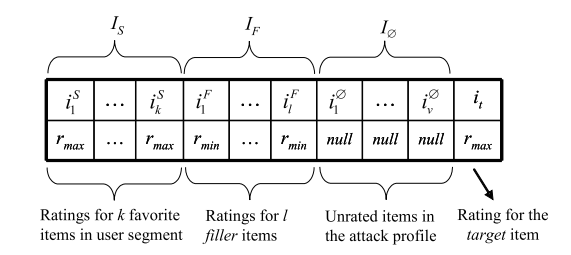 I_S I_F I_∅
i_1^S … i_k^S i_1^F … i_l^F i_1^∅ … i_v^∅ i_t
r_max … r_max r_min … r_min null null null r_max
Ratings for k favorite
items in user segment
Ratings for l
filler items
Unrated items in
the attack profile
Rating for the
target item